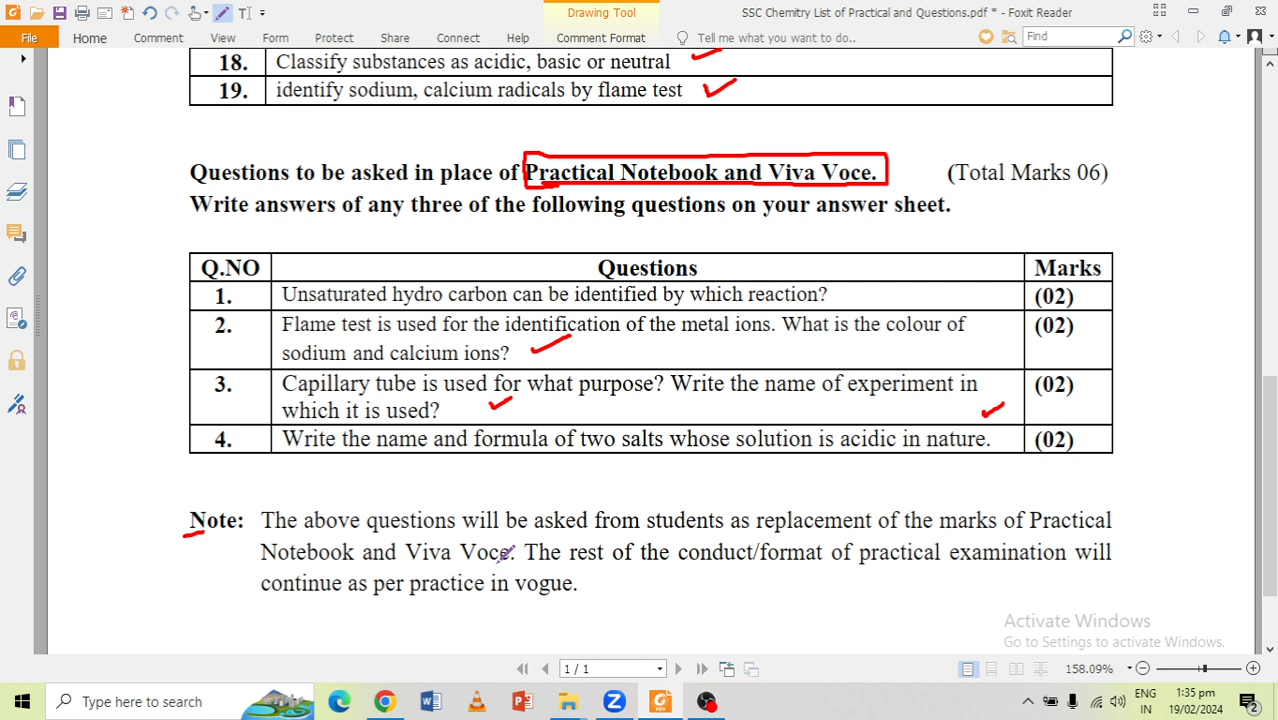 Drawing Tool
SSC Chemitry List of Practical and Questions.pdf * - Foxit Reader
File Home Comment View Form Protect Share Connect Help Comment Format Tell me what you want to do.. Find
18. Classify substances as acidic, basic or neutral
19. identify sodium, calcium radicals by flame test
Questions to be asked in place of Practical Notebook and Viva Voce. (Total Marks 06)
Write answers of any three of the following questions on your answer sheet.
Q.NO Questions Marks
1. Unsaturated hydro carbon can be identified by which reaction? (02)
2. Flame test is used for the identification of the metal ions. What is the colour of (02)
sodium and calcium ions?
3. Capillary tube is used for what purpose? Write the name of experiment in (02)
which it is used?
4. Write the name and formula of two salts whose solution is acidic in nature. (02)
Note: The above questions will be asked from students as replacement of the marks of Practical
Notebook and Viva Voce. The rest of the conduct/format of practical examination will
continue as per practice in vogue.
Activate Windows
Go to Settings to activate Windows.
1 / 1 158.09%
Type here to search
ENG 1:35 pm
IN 19/02/2024 2